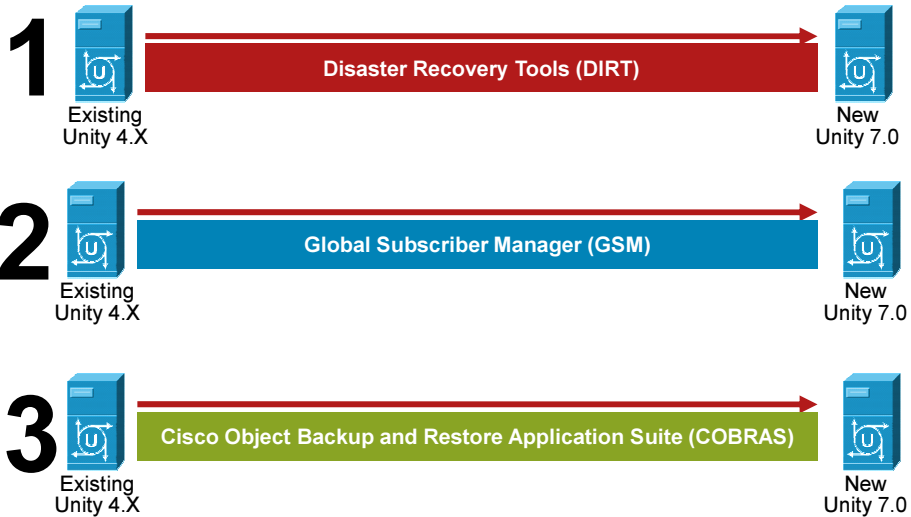 1
U
Disaster Recovery Tools (DIRT)
U
Existing
Unity 4.X
New
Unity 7.0
2
U
Global Subscriber Manager (GSM)
U
Existing
Unity 4.X
New
Unity 7.0
3
U
Cisco Object Backup and Restore Application Suite (COBRAS)
U
Existing
Unity 4.X
New
Unity 7.0